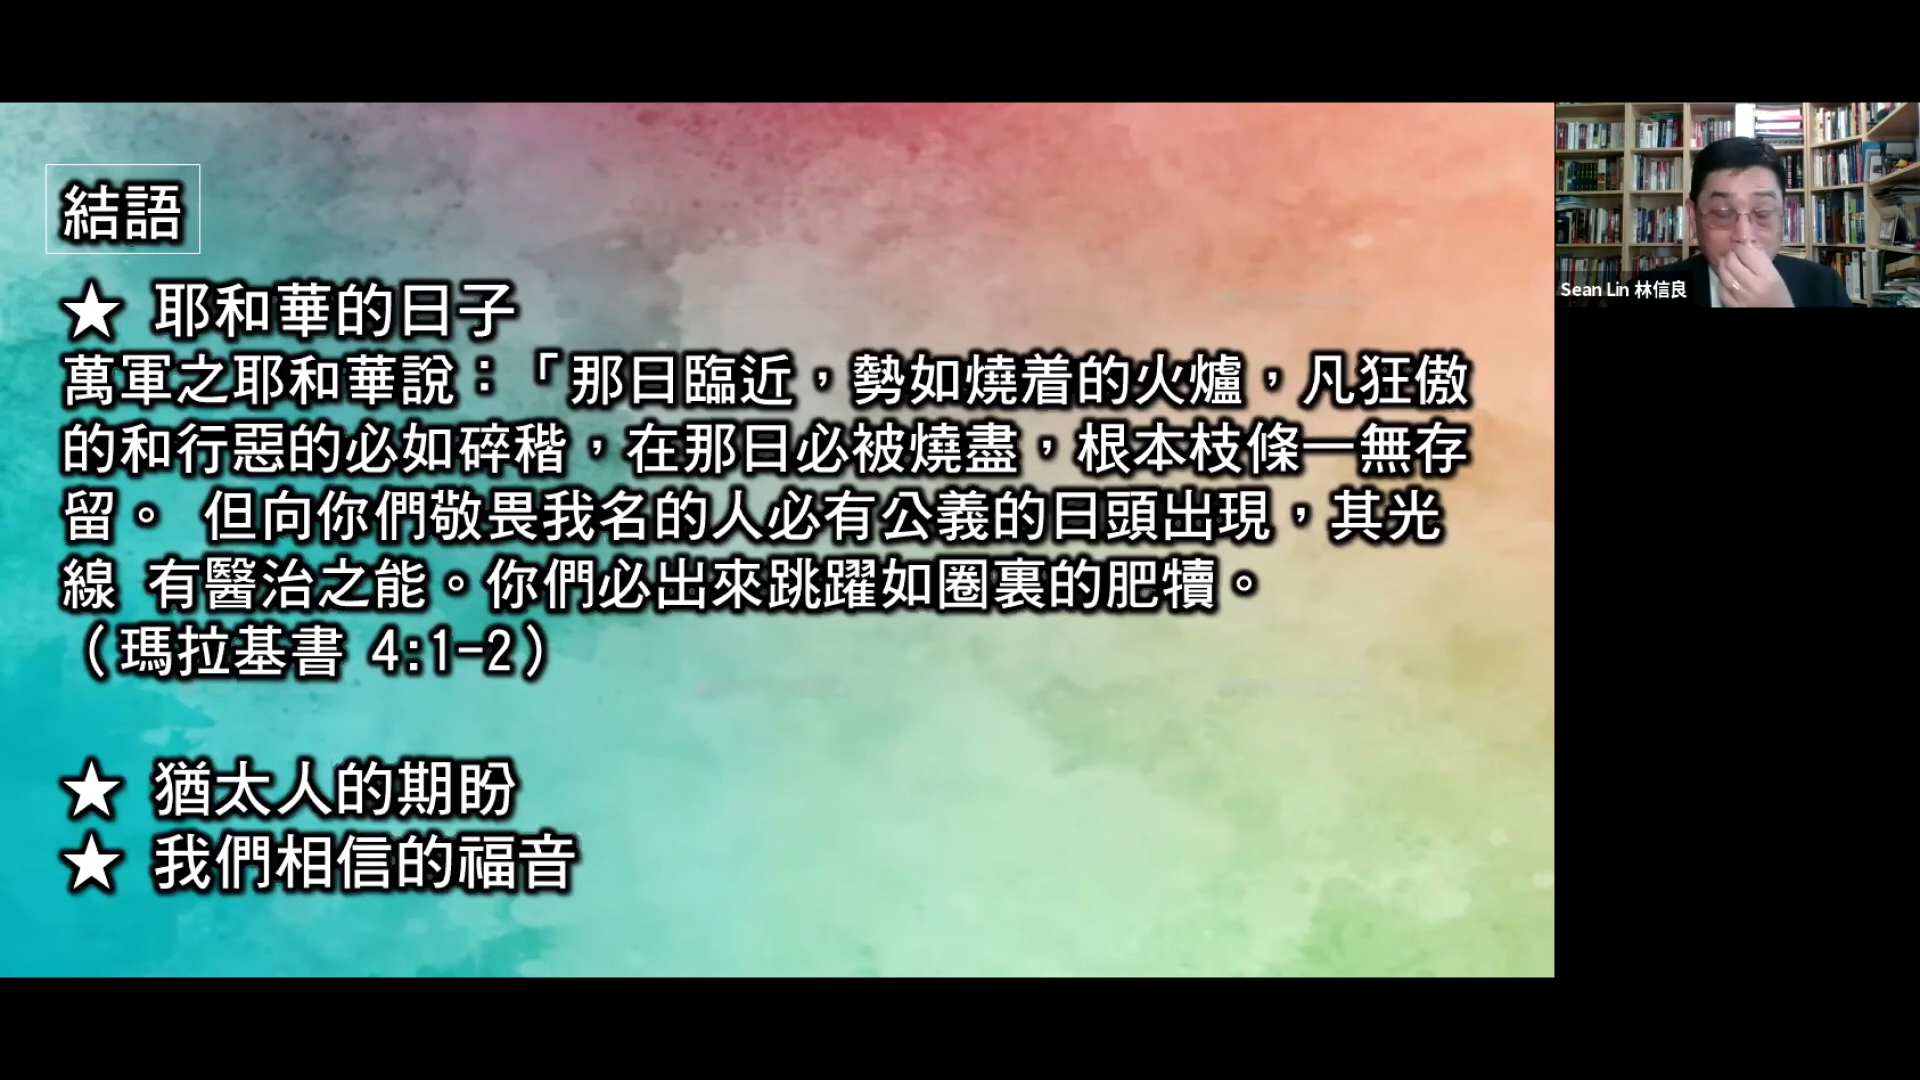 結語
★ 耶和華的日子
萬軍之耶和華說：「那日臨近，勢如燒着的火爐，凡狂傲
的和行惡的必如碎稭，在那日必被燒盡，根本枝條一無存
留。 但向你們敬畏我名的人必有公義的日頭出現，其光
線 有醫治之能。你們必出來跳躍如圈裏的肥犢。
（瑪拉基書 4:1-2）
★ 猶太人的期盼
★ 我們相信的福音
Sean Lin 林信良